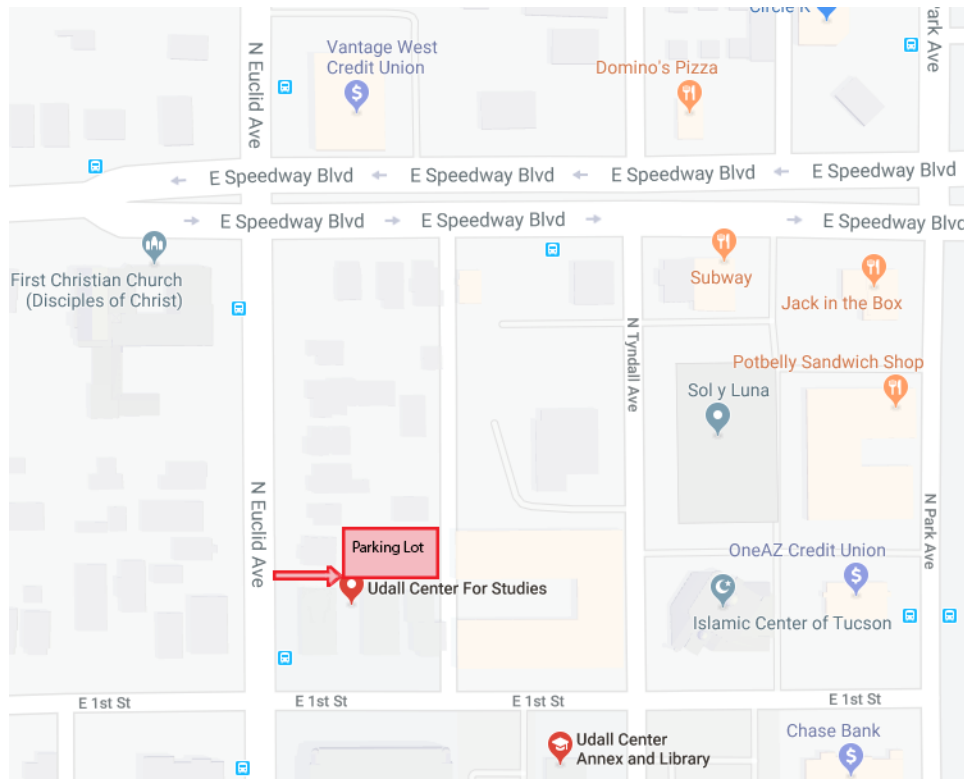 Circle K
Park Ave
N Euclid Ave
Vantage West
Credit Union
Domino's Pizza
E Speedway Blvd
E Speedway Blvd
E Speedway Blvd
E Speedway Blvd
E Speedway Blvd
E Speedway Blvd
E Speedway Blvd
First Christian Church
(Disciples of Christ)
Subway
Jack in the Box
N Tyndall Ave
Potbelly Sandwich Shop
Sol y Luna
N Euclid Ave
N Park Ave
Parking Lot
OneAZ Credit Union
Udall Center For Studies
Islamic Center of Tucson
E 1st St
E 1st St
E 1st St
E 1st St
Chase Bank
Udall Center
Annex and Library